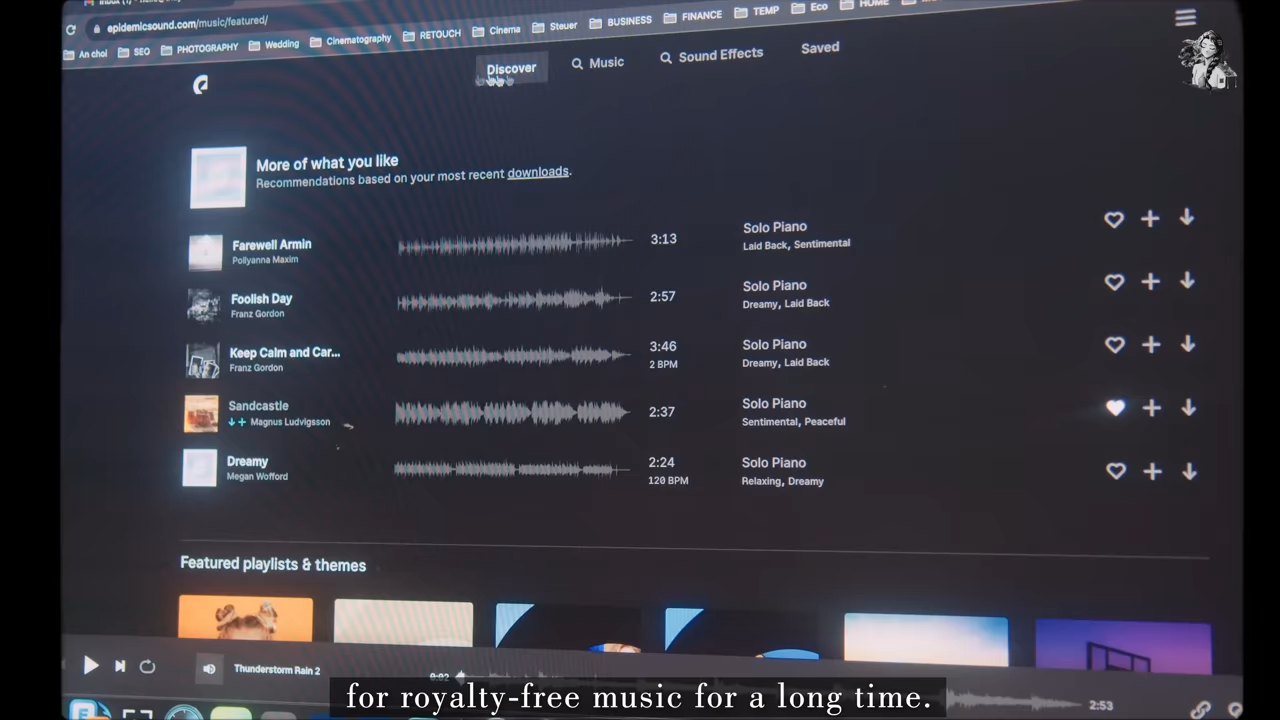 Inbox (1)
epidemicsound.com/music/featured/
An choi SEO PHOTOGRAPHY Wedding Cinematography RETOUCH Cinema Steuer BUSINESS FINANCE TEMP Eco HOME
Discover Music Sound Effects Saved
More of what you like
Recommendations based on your most recent downloads.
Farewell Armin
Pollyanna Maxim
3:13
Solo Piano
Laid Back, Sentimental
Foolish Day
Franz Gordon
2:57
Solo Piano
Dreamy, Laid Back
Keep Calm and Car...
Franz Gordon
3:46
2 BPM
Solo Piano
Dreamy, Laid Back
Sandcastle
Magnus Ludvigsson
2:37
Solo Piano
Sentimental, Peaceful
Dreamy
Megan Wofford
2:24
120 BPM
Solo Piano
Relaxing, Dreamy
Featured playlists & themes
Thunderstorm Rain 2
0:02
2:53
for royalty-free music for a long time.